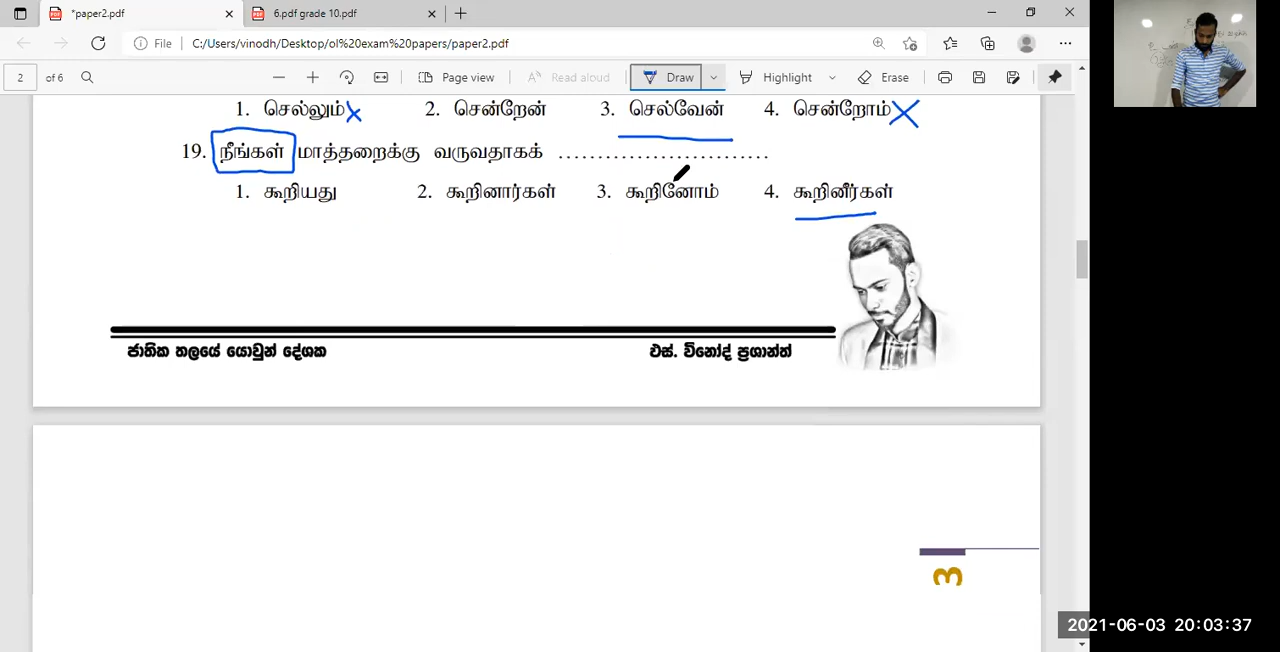 *paper2.pdf
6.pdf grade 10.pdf
File C:/Users/vinodh/Desktop/ol%20exam%20papers/paper2.pdf
2 of 6 Page view Read aloud Draw Highlight Erase
1. செல்லும் 2. சென்றேன் 3. செல்வேன் 4. சென்றோம்
19. நீங்கள் மாத்தறைக்கு வருவதாகக் ...........................
1. கூறியது 2. கூறினார்கள் 3. கூறினோம் 4. கூறினீர்கள்
ජාතික තලයේ යොවුන් දේශක එස්. විනෝද් ප්‍රශාන්ත්
3
2021-06-03 20:03:37